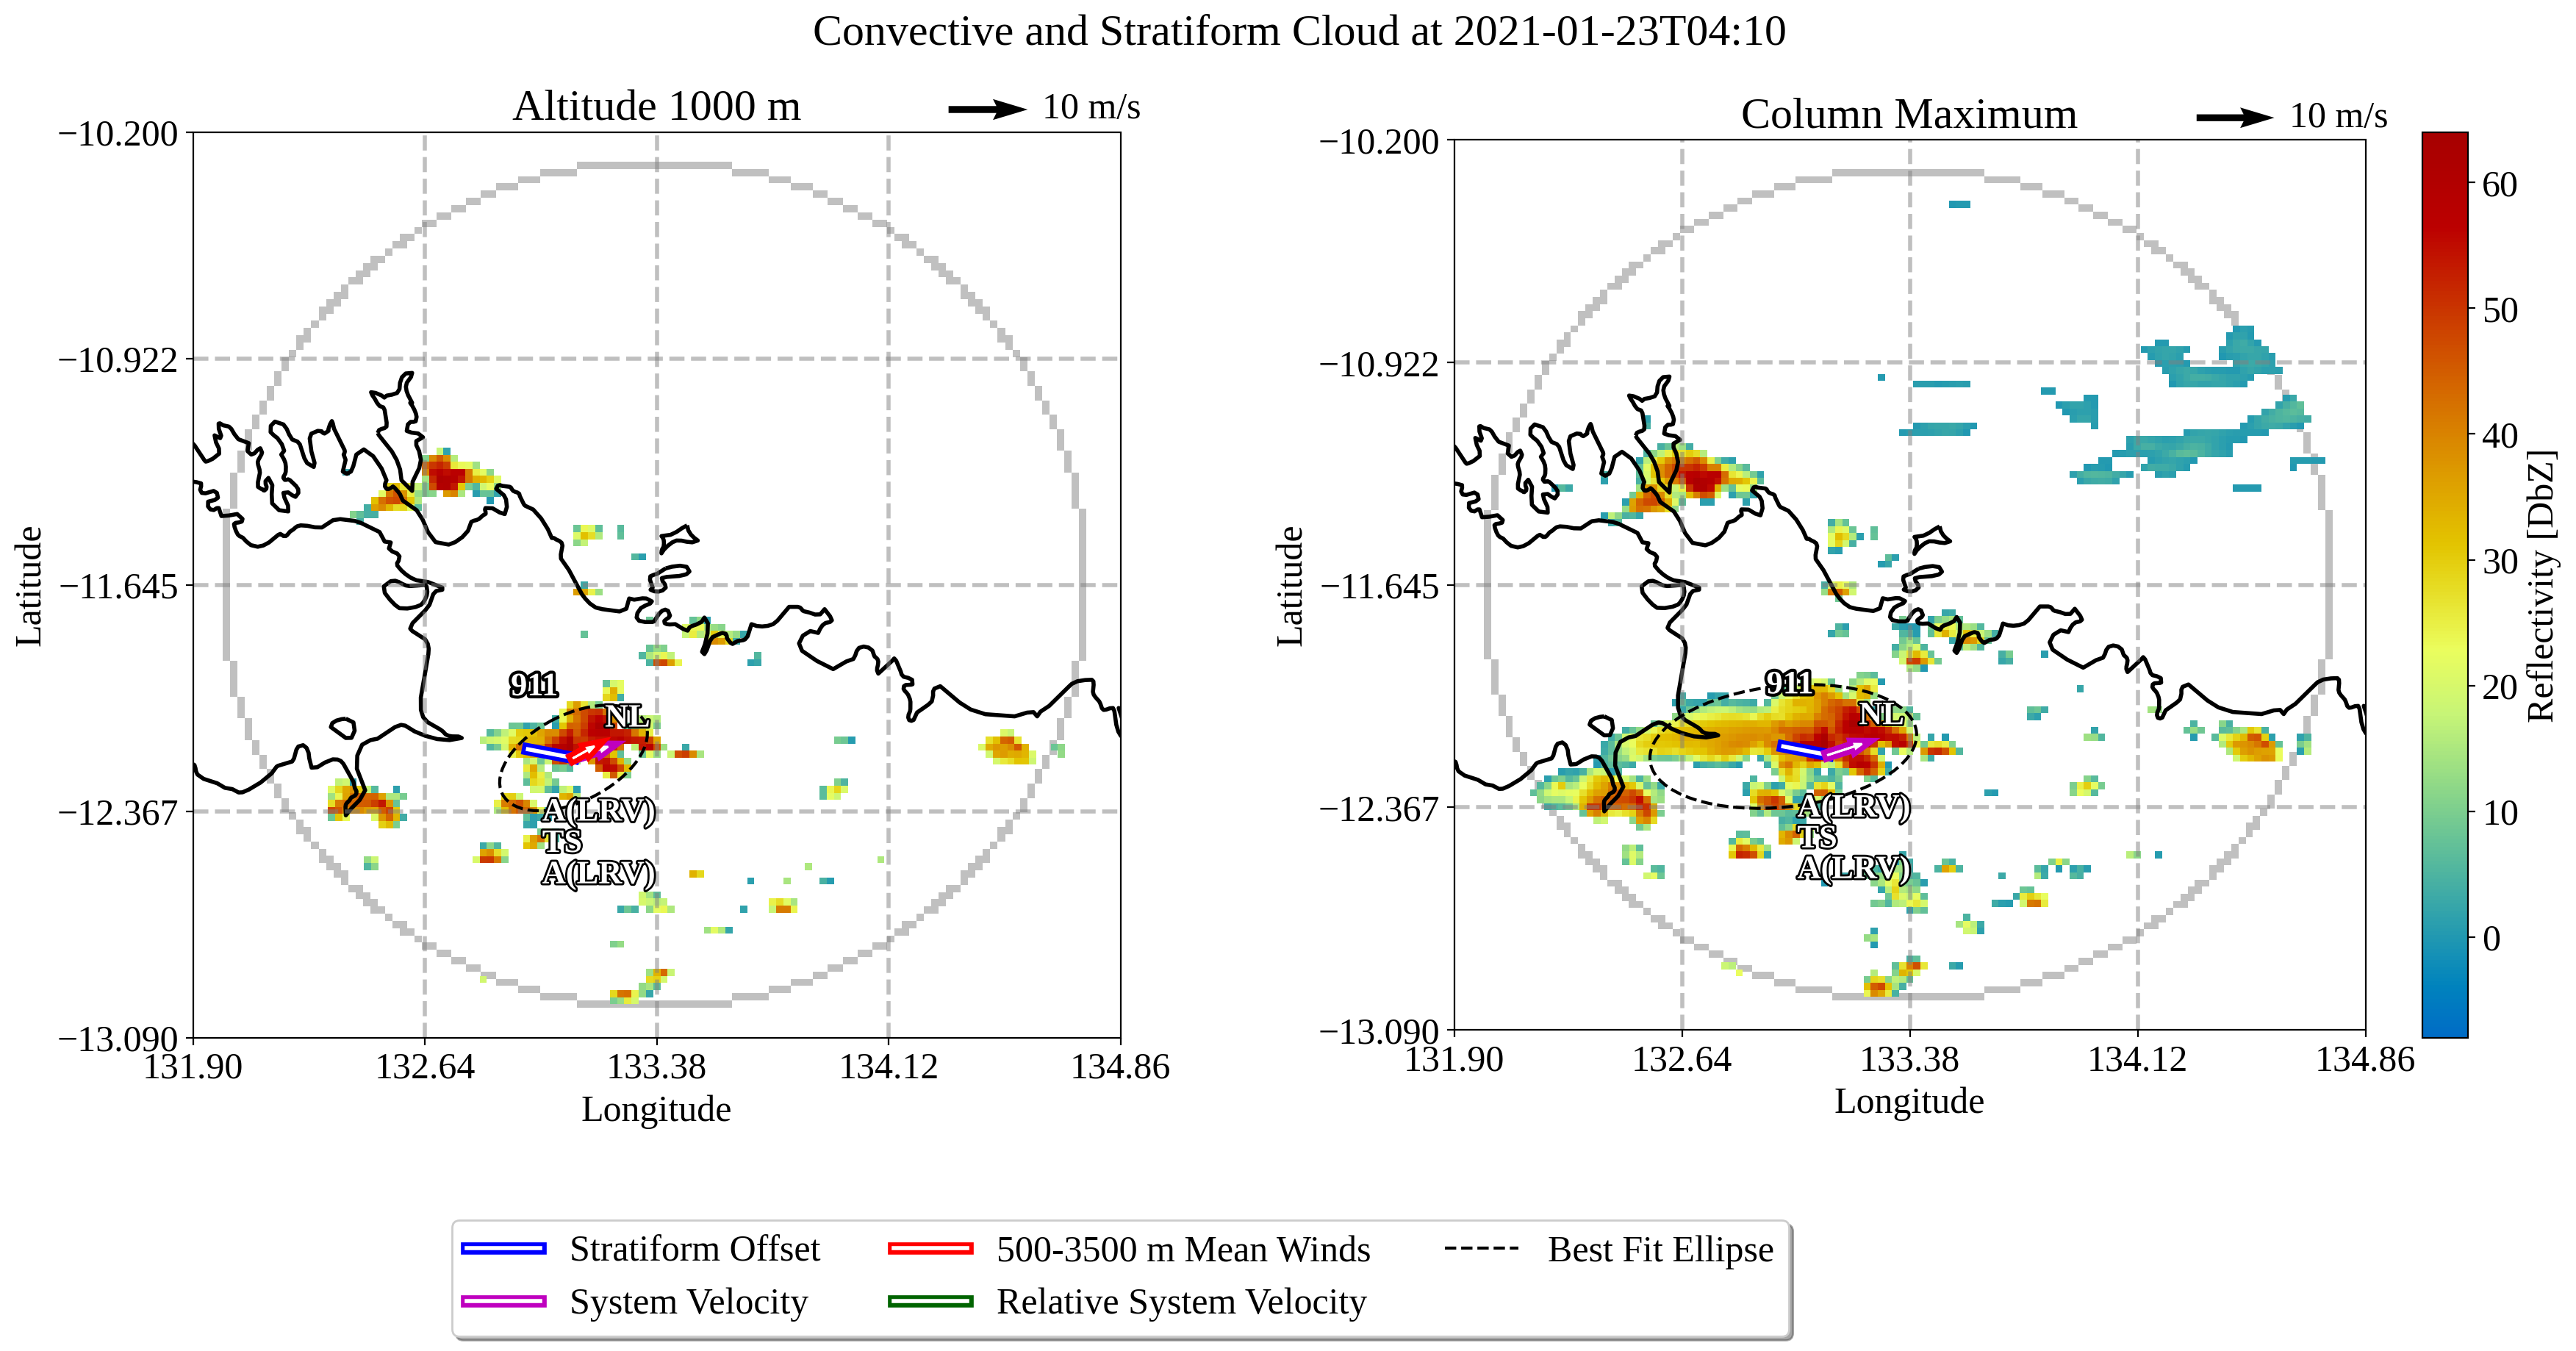 Convective and Stratiform Cloud at 2021-01-23T04:10
Altitude 1000 m
10 m/s
−10.200
−10.922
−11.645
−12.367
−13.090
Latitude
911
NL
A(LRV)
TS
A(LRV)
131.90
132.64
133.38
134.12
134.86
Longitude
Column Maximum
10 m/s
−10.200
−10.922
−11.645
−12.367
−13.090
Latitude
911
NL
A(LRV)
TS
A(LRV)
131.90
132.64
133.38
134.12
134.86
Longitude
60
50
40
30
20
10
0
Reflectivity [DbZ]
Stratiform Offset
System Velocity
500-3500 m Mean Winds
Relative System Velocity
Best Fit Ellipse